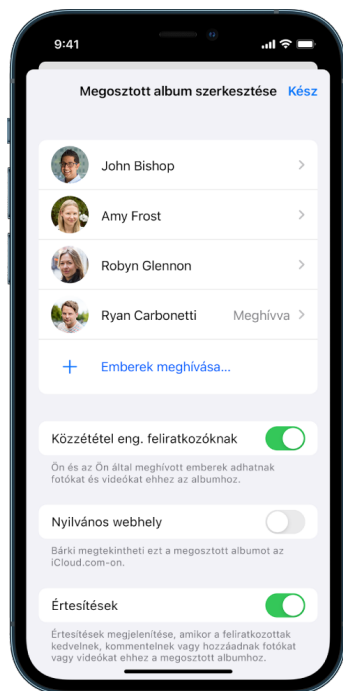 9:41
Megosztott album szerkesztése Kész
John Bishop
Amy Frost
Robyn Glennon
Ryan Carbonetti Meghívva
+ Emberek meghívása...
Közzététel eng. feliratkozóknak
Ön és az Ön által meghívott emberek adhatnak
fotókat és videókat ehhez az albumhoz.
Nyilvános webhely
Bárki megtekintheti ezt a megosztott albumot az
iCloud.com-on.
Értesítések
Értesítések megjelenítése, amikor a feliratkozottak
kedvelnek, kommentelnek vagy hozzáadnak fotókat
vagy videókat ehhez a megosztott albumhoz.